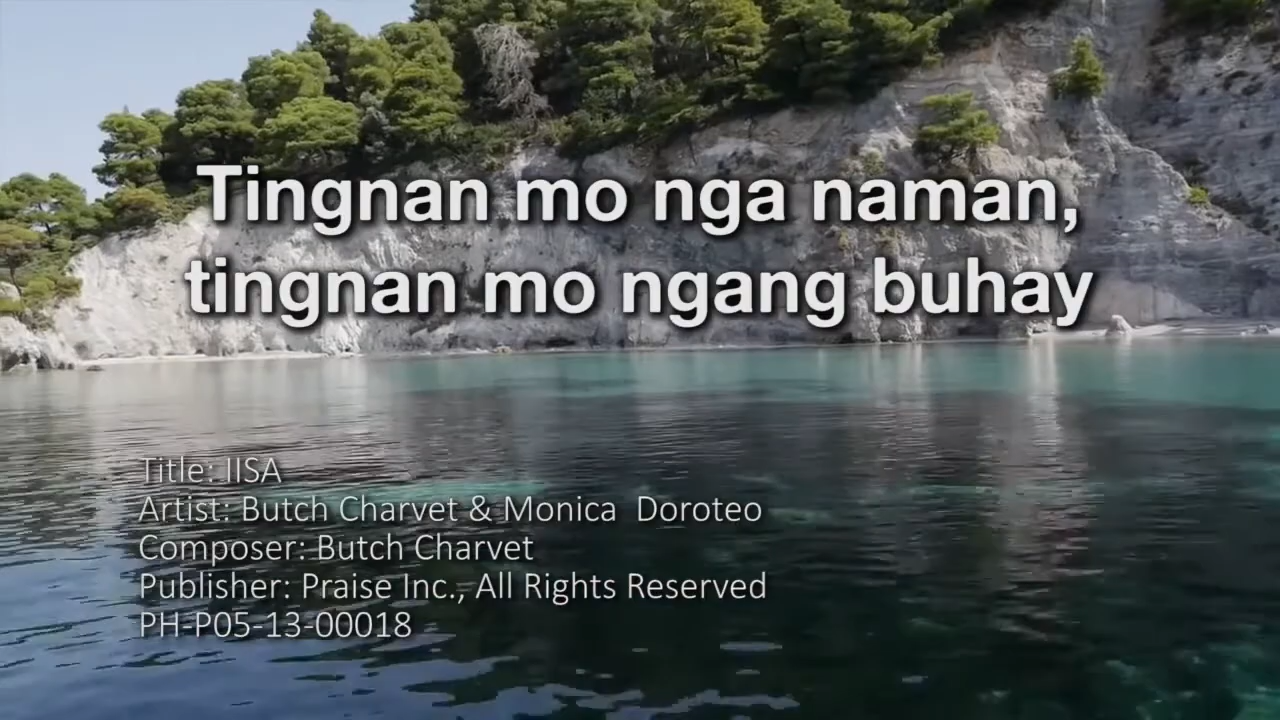 Tingnan mo nga naman,
tingnan mo ngang buhay
Title: IISA
Artist: Butch Charvet & Monica Doroteo
Composer: Butch Charvet
Publisher: Praise Inc., All Rights Reserved
PH-P05-13-00018